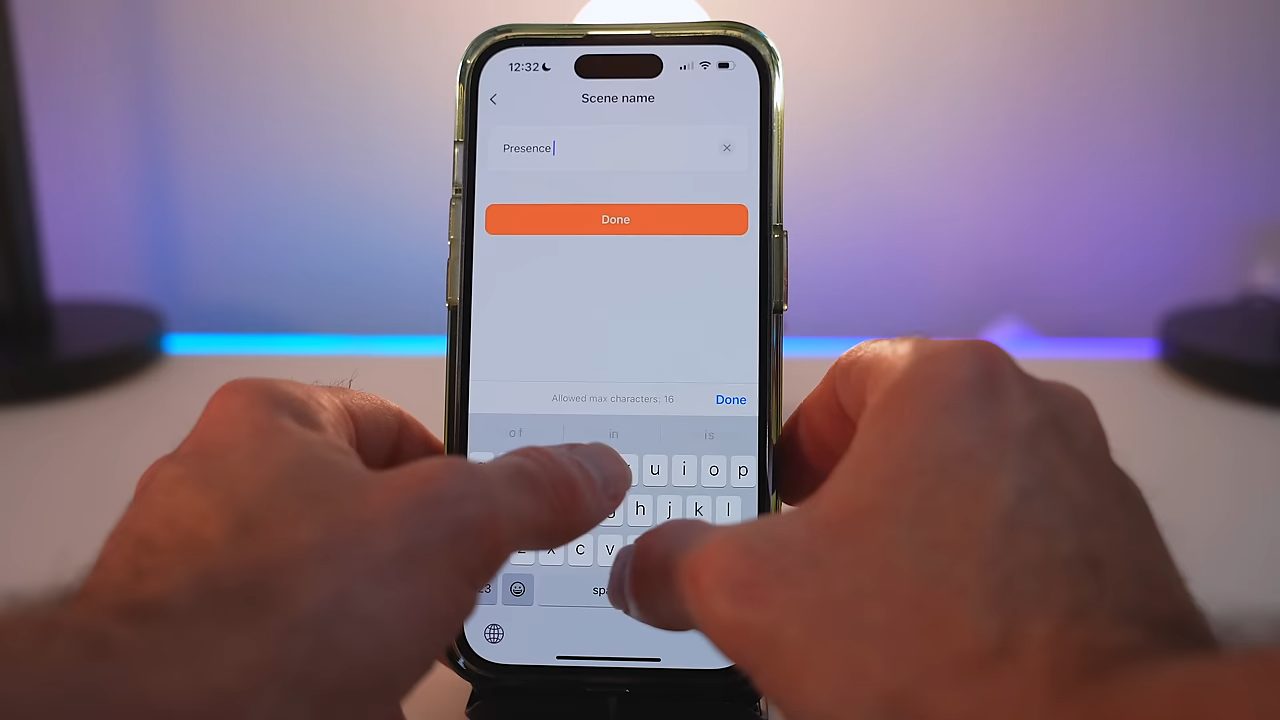 12:32
Scene name
Presence
Done
Allowed max characters: 16 Done
of in is
u i o p
h j k l
z x c v